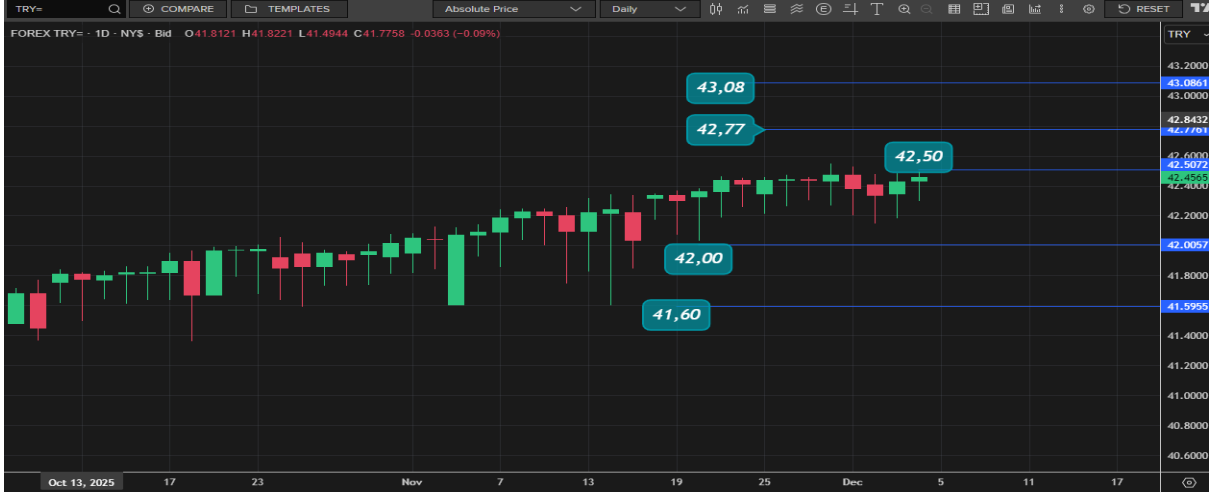 TRY=
COMPARE
TEMPLATES
Absolute Price
Daily
RESET
FOREX TRY= · 1D · NY$ · Bid O41.8121 H41.8221 L41.4944 C41.7758 -0.0363 (−0.09%)
TRY
43.2000
43,08
43.0861
43.0000
42.8432
42,77
42.7761
42.6000
42,50
42.5072
42.4565
42.4000
42.2000
42,00
42.0057
41.8000
41,60
41.5955
41.4000
41.2000
41.0000
40.8000
40.6000
Oct 13, 2025 17 23 Nov 7 13 19 25 Dec 5 11 17